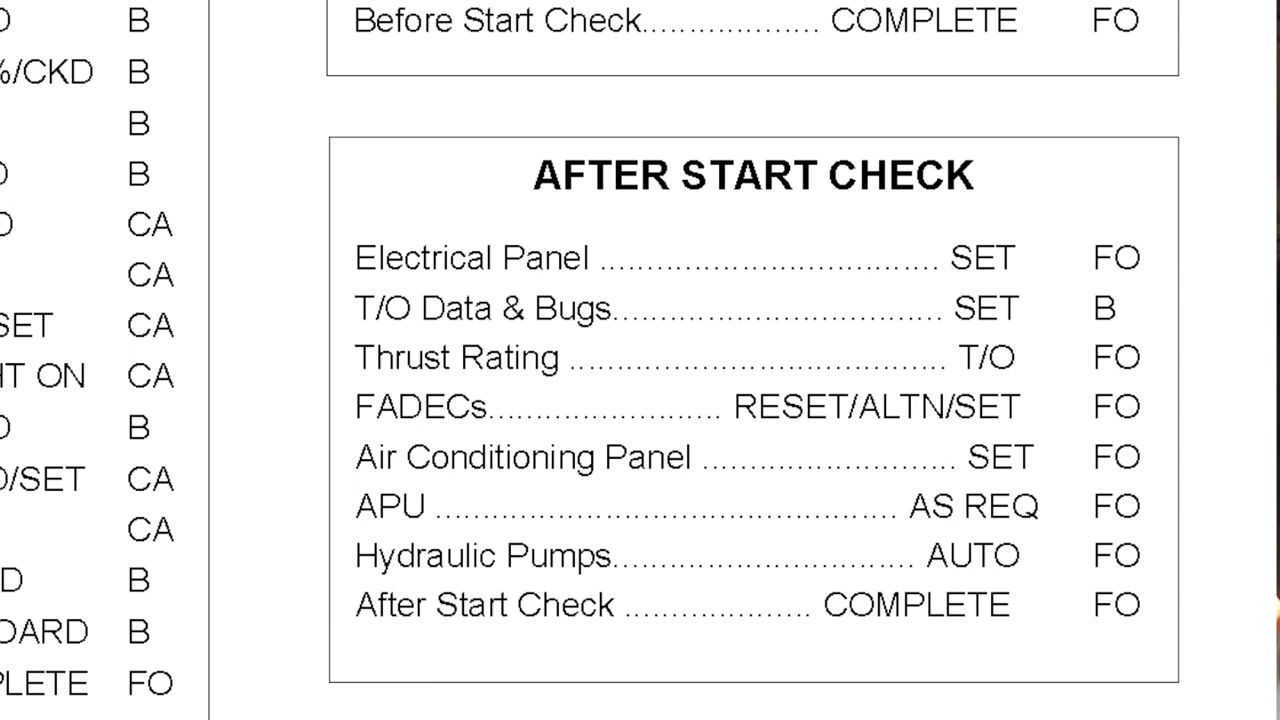 D B
%/CKD B
B
D B
D CA
CA
SET CA
HT ON CA
D B
D/SET CA
CA
D B
OARD B
PLETE FO
Before Start Check.................. COMPLETE FO
AFTER START CHECK
Electrical Panel .................................... SET FO
T/O Data & Bugs................................... SET B
Thrust Rating ........................................ T/O FO
FADECs......................... RESET/ALTN/SET FO
Air Conditioning Panel ........................... SET FO
APU ................................................. AS REQ FO
Hydraulic Pumps................................ AUTO FO
After Start Check .................... COMPLETE FO